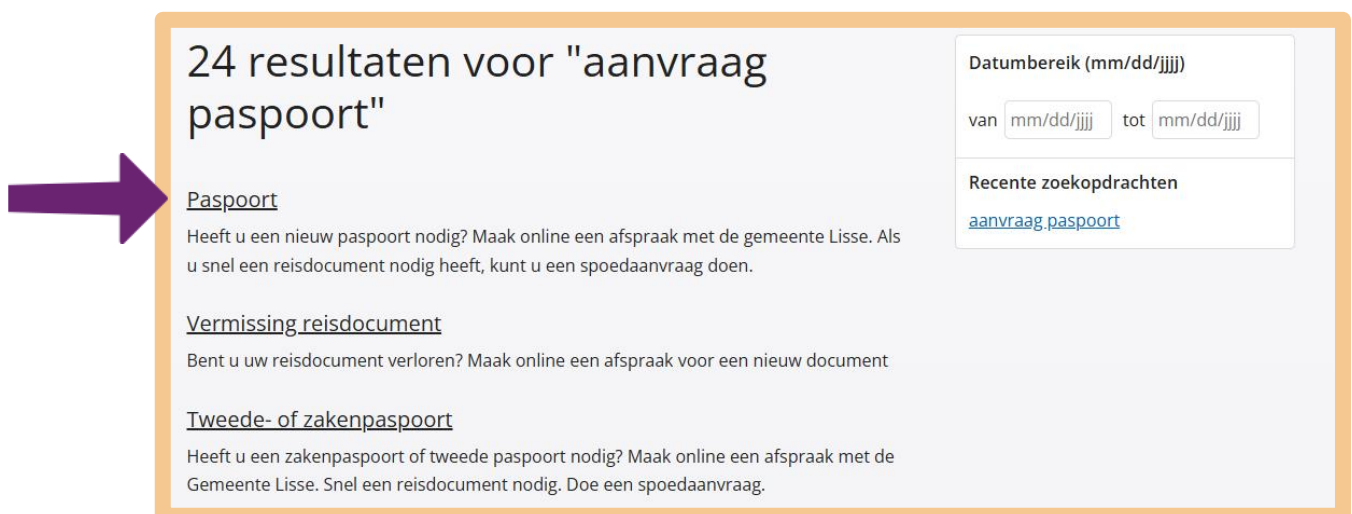 24 resultaten voor "aanvraag
paspoort"
Paspoort
Heeft u een nieuw paspoort nodig? Maak online een afspraak met de gemeente Lisse. Als
u snel een reisdocument nodig heeft, kunt u een spoedaanvraag doen.
Vermissing reisdocument
Bent u uw reisdocument verloren? Maak online een afspraak voor een nieuw document
Tweede- of zakenpaspoort
Heeft u een zakenpaspoort of tweede paspoort nodig? Maak online een afspraak met de
Gemeente Lisse. Snel een reisdocument nodig. Doe een spoedaanvraag.
Datumbereik (mm/dd/jjjj)
van mm/dd/jjjj tot mm/dd/jjjj
Recente zoekopdrachten
aanvraag paspoort